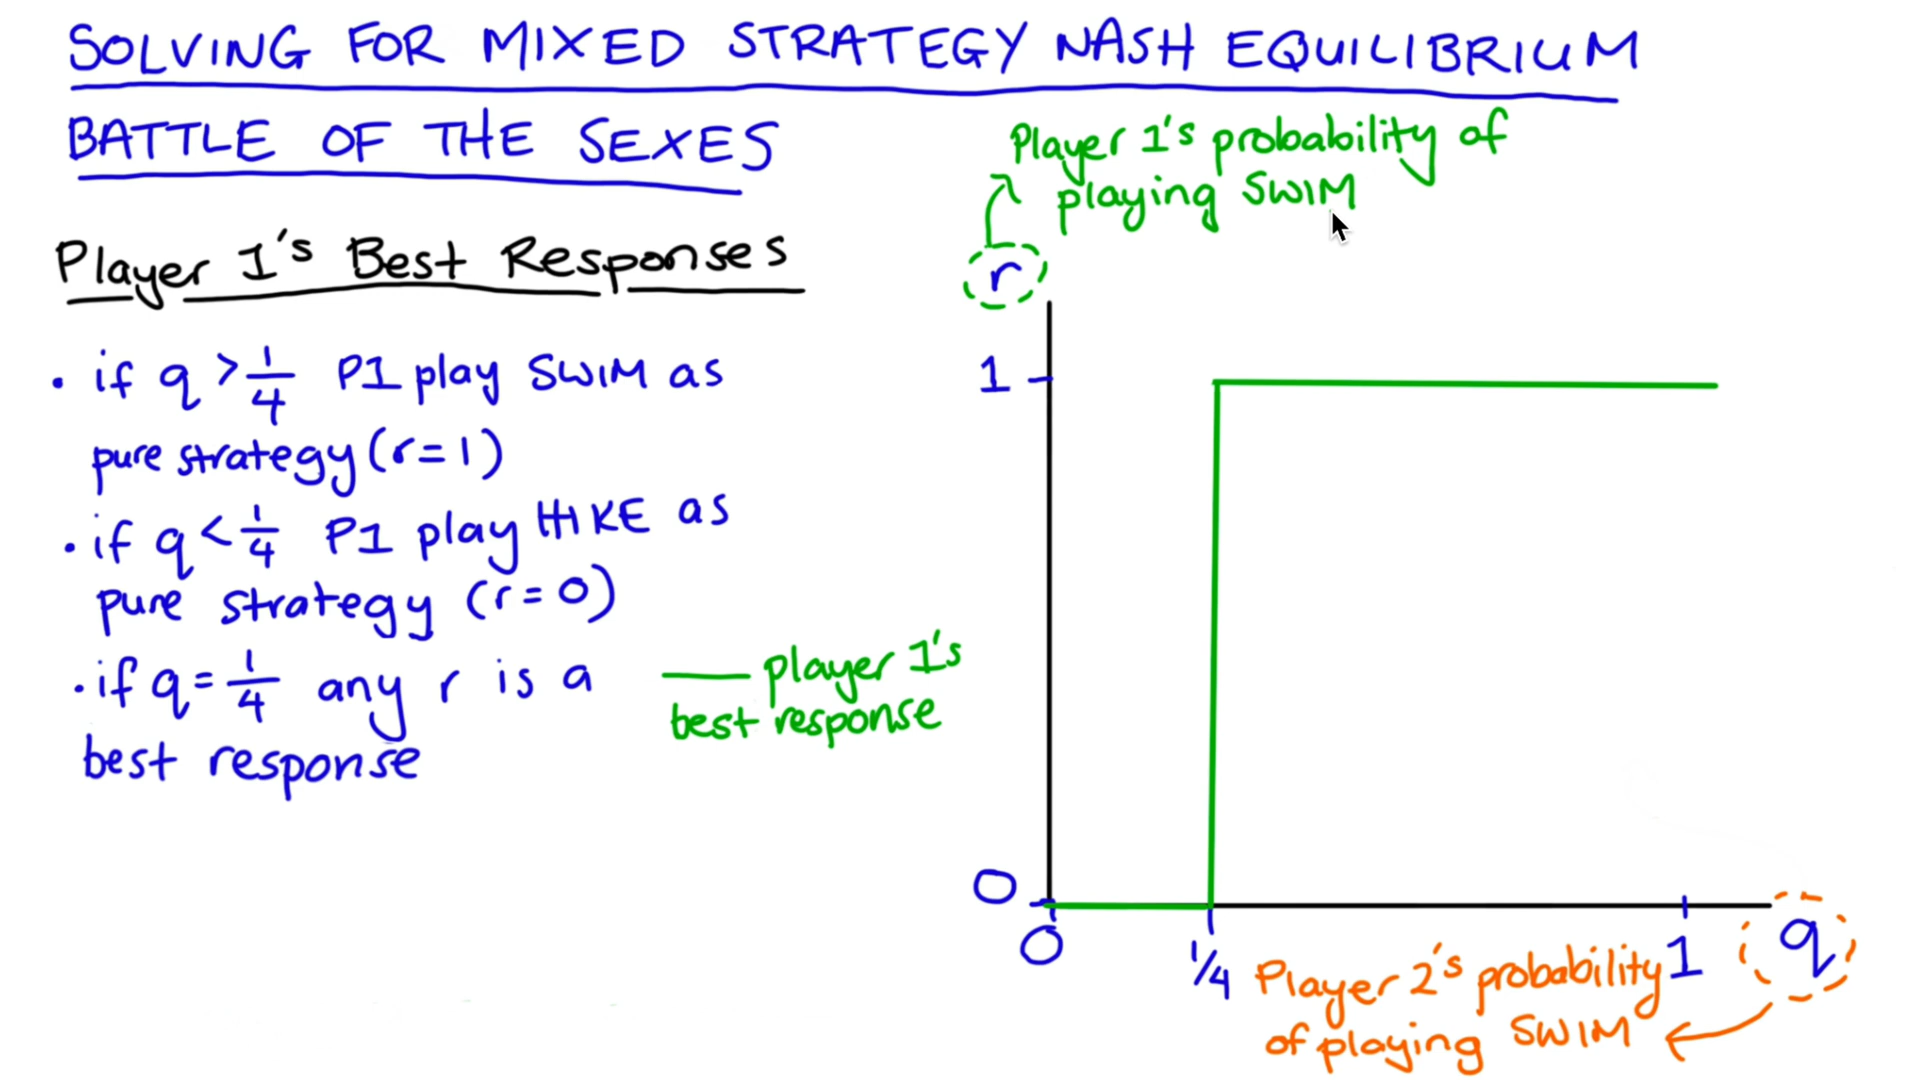 SOLVING FOR MIXED STRATEGY NASH EQUILIBRIUM
BATTLE OF THE SEXES
Player 1's Best Responses
• if q > 1/4 P1 play SWIM as
pure strategy (r = 1)
• if q < 1/4 P1 play HIKE as
pure strategy (r = 0)
• if q = 1/4 any r is a
best response
— player 1's
best response
Player 1's probability of
playing SWIM
r
1
0
0
1/4
1
q
Player 2's probability
of playing SWIM